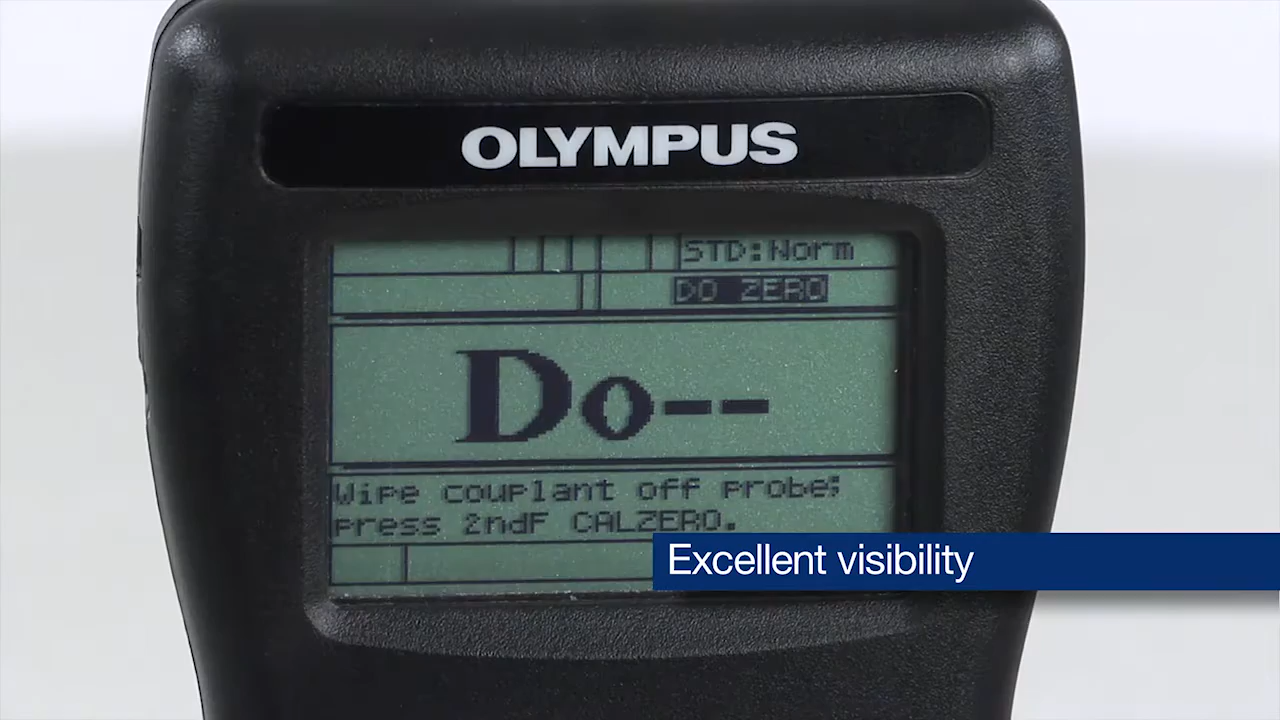 OLYMPUS
STD:Norm
DO ZERO
Do--
Wipe couplant off probe;
press 2ndF CALZERO.
Excellent visibility